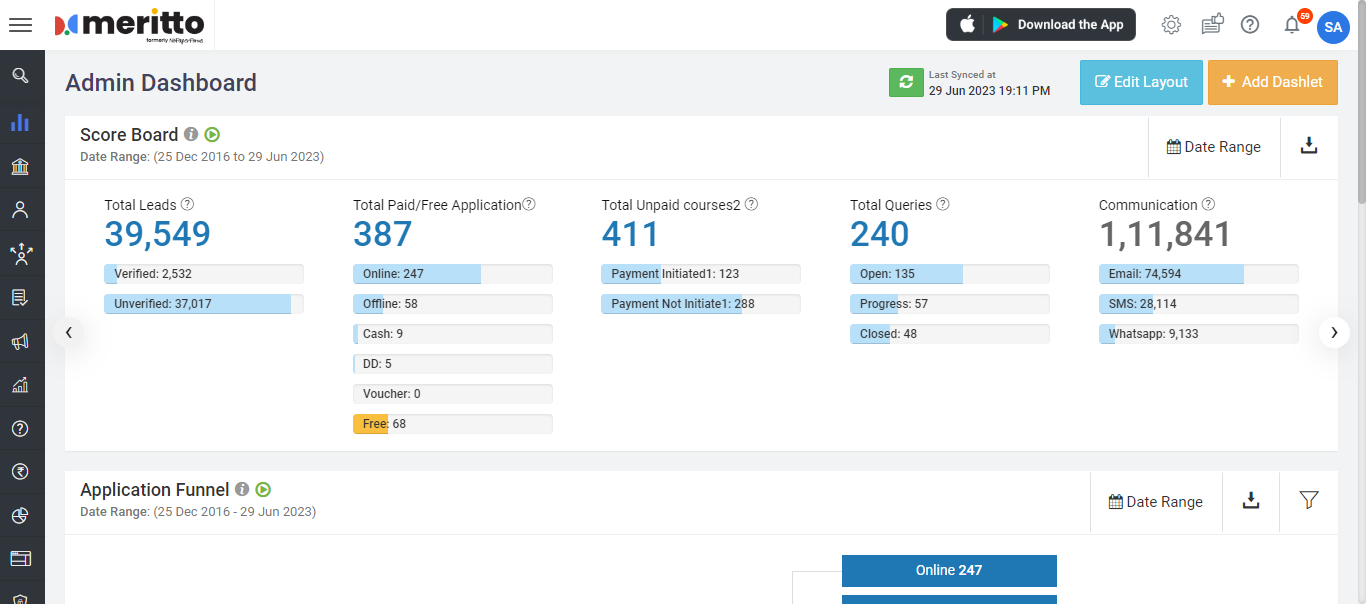 meritto
formerly NoPaperForms
Download the App
59
SA
Admin Dashboard
Last Synced at
29 Jun 2023 19:11 PM
Edit Layout
Add Dashlet
Score Board
Date Range: (25 Dec 2016 to 29 Jun 2023)
Date Range
Total Leads
39,549
Verified: 2,532
Unverified: 37,017
Total Paid/Free Application
387
Online: 247
Offline: 58
Cash: 9
DD: 5
Voucher: 0
Free: 68
Total Unpaid courses2
411
Payment Initiated1: 123
Payment Not Initiate1: 288
Total Queries
240
Open: 135
Progress: 57
Closed: 48
Communication
1,11,841
Email: 74,594
SMS: 28,114
Whatsapp: 9,133
Application Funnel
Date Range: (25 Dec 2016 - 29 Jun 2023)
Date Range
Online 247